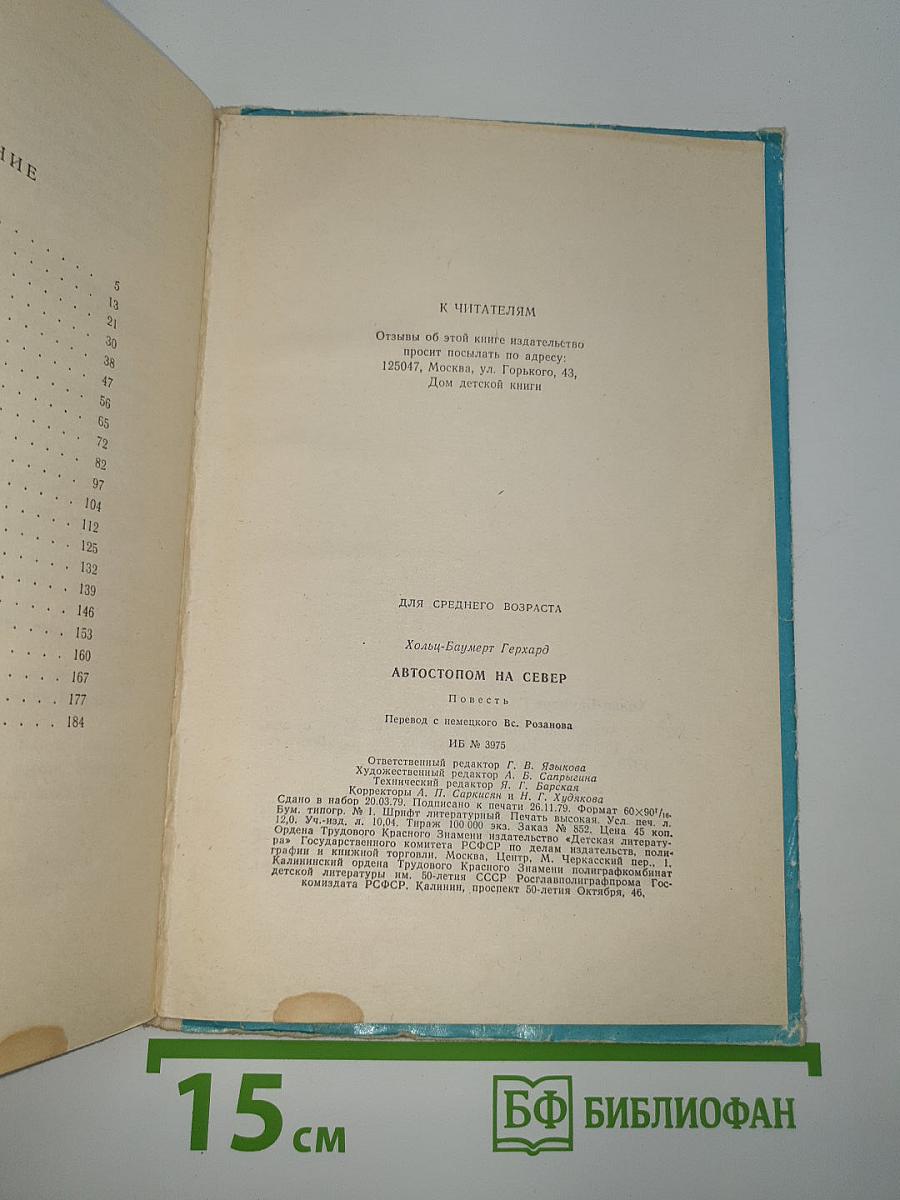 НИЕ
5
13
21
30
38
47
56
65
72
82
97
104
112
125
132
139
146
153
160
167
177
184
К ЧИТАТЕЛЯМ
Отзывы об этой книге издательство
просит посылать по адресу:
125047, Москва, ул. Горького, 43,
Дом детской книги
ДЛЯ СРЕДНЕГО ВОЗРАСТА
Хольц-Баумерт Герхард
АВТОСТОПОМ НА СЕВЕР
Повесть
Перевод с немецкого Вс. Розанова
ИБ № 3975
Ответственный редактор Г. В. Языкова
Художественный редактор А. Б. Сапрыгина
Технический редактор Я. Г. Барская
Корректоры А. П. Саркисян и Н. Г. Худякова
Сдано в набор 20.03.79. Подписано к печати 26.11.79. Формат 60×90¹/₁₆.
Бум. типогр. № 1. Шрифт литературный Печать высокая. Усл. печ. л.
12,0. Уч.-изд. л. 10,04. Тираж 100 000 экз. Заказ № 852. Цена 45 коп.
Ордена Трудового Красного Знамени издательство «Детская литерату-
ра» Государственного комитета РСФСР по делам издательств, поли-
графии и книжной торговли, Москва, Центр, М. Черкасский пер., 1.
Калининский ордена Трудового Красного Знамени полиграфкомбинат
детской литературы им. 50-летия СССР Росглавполиграфпрома Гос-
комиздата РСФСР. Калинин, проспект 50-летия Октября, 46,
15 см
БФ БИБЛИОФАН